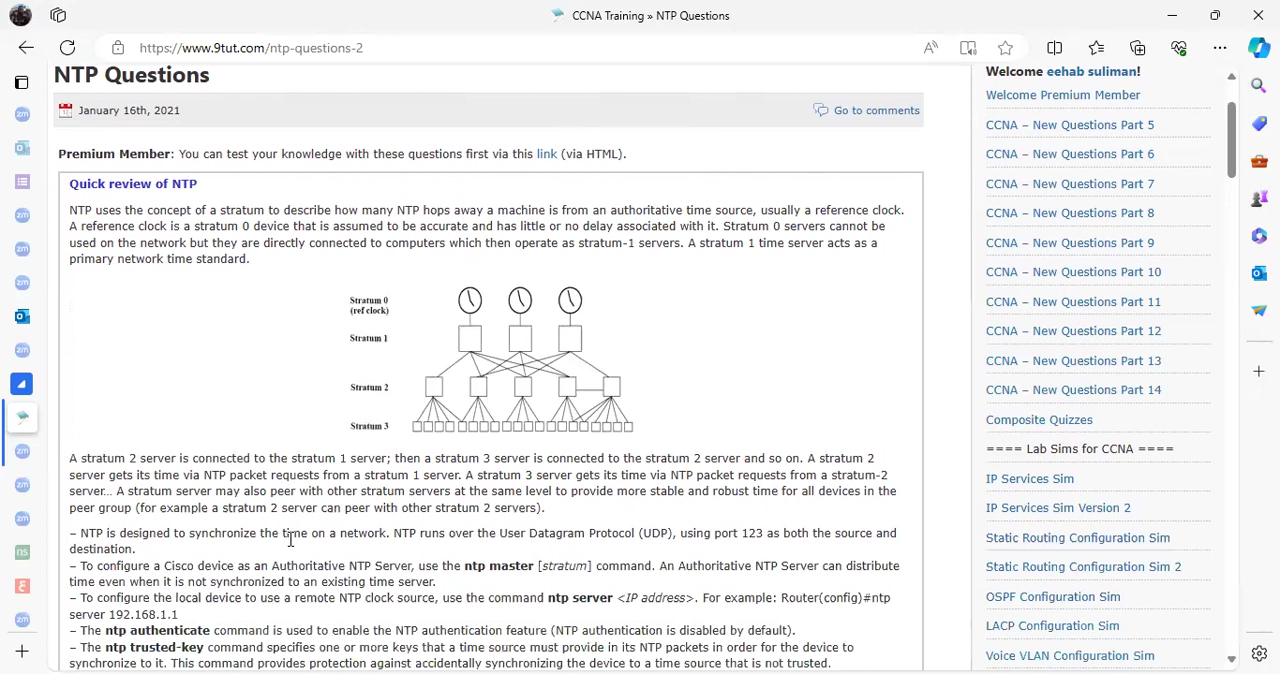 CCNA Training » NTP Questions
https://www.9tut.com/ntp-questions-2
NTP Questions
January 16th, 2021
Go to comments
Premium Member: You can test your knowledge with these questions first via this link (via HTML).
Quick review of NTP
NTP uses the concept of a stratum to describe how many NTP hops away a machine is from an authoritative time source, usually a reference clock.
A reference clock is a stratum 0 device that is assumed to be accurate and has little or no delay associated with it. Stratum 0 servers cannot be
used on the network but they are directly connected to computers which then operate as stratum-1 servers. A stratum 1 time server acts as a
primary network time standard.
Stratum 0
(ref clock)
Stratum 1
Stratum 2
Stratum 3
A stratum 2 server is connected to the stratum 1 server; then a stratum 3 server is connected to the stratum 2 server and so on. A stratum 2
server gets its time via NTP packet requests from a stratum 1 server. A stratum 3 server gets its time via NTP packet requests from a stratum-2
server… A stratum server may also peer with other stratum servers at the same level to provide more stable and robust time for all devices in the
peer group (for example a stratum 2 server can peer with other stratum 2 servers).
– NTP is designed to synchronize the time on a network. NTP runs over the User Datagram Protocol (UDP), using port 123 as both the source and
destination.
– To configure a Cisco device as an Authoritative NTP Server, use the ntp master [stratum] command. An Authoritative NTP Server can distribute
time even when it is not synchronized to an existing time server.
– To configure the local device to use a remote NTP clock source, use the command ntp server <IP address>. For example: Router(config)#ntp
server 192.168.1.1
– The ntp authenticate command is used to enable the NTP authentication feature (NTP authentication is disabled by default).
– The ntp trusted-key command specifies one or more keys that a time source must provide in its NTP packets in order for the device to
synchronize to it. This command provides protection against accidentally synchronizing the device to a time source that is not trusted.
Welcome eehab suliman!
Welcome Premium Member
CCNA – New Questions Part 5
CCNA – New Questions Part 6
CCNA – New Questions Part 7
CCNA – New Questions Part 8
CCNA – New Questions Part 9
CCNA – New Questions Part 10
CCNA – New Questions Part 11
CCNA – New Questions Part 12
CCNA – New Questions Part 13
CCNA – New Questions Part 14
Composite Quizzes
==== Lab Sims for CCNA ====
IP Services Sim
IP Services Sim Version 2
Static Routing Configuration Sim
Static Routing Configuration Sim 2
OSPF Configuration Sim
LACP Configuration Sim
Voice VLAN Configuration Sim
zm
zm
zm
zm
zm
zm
zm
zm
ns
zm